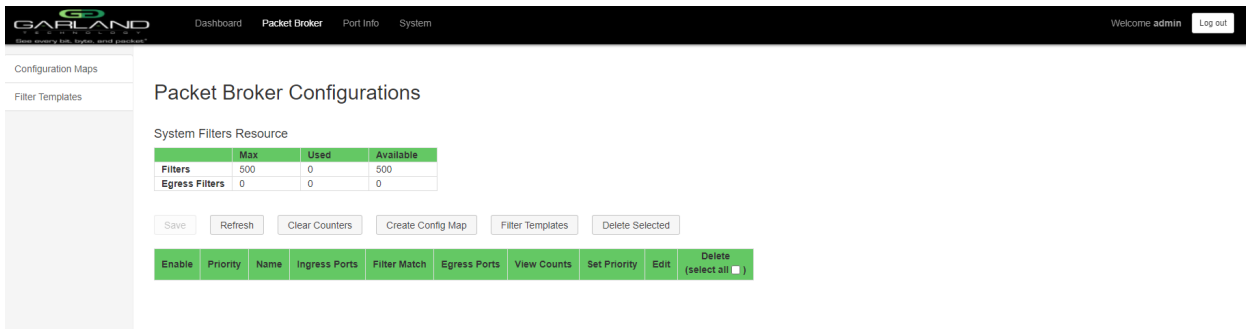 GARLAND
TECHNOLOGY
See every bit, byte, and packet®
Dashboard Packet Broker Port Info System
Welcome admin Log out
Configuration Maps
Filter Templates
Packet Broker Configurations
System Filters Resource
Max Used Available
Filters 500 0 500
Egress Filters 0 0 0
Save Refresh Clear Counters Create Config Map Filter Templates Delete Selected
Enable Priority Name Ingress Ports Filter Match Egress Ports View Counts Set Priority Edit Delete
(select all )